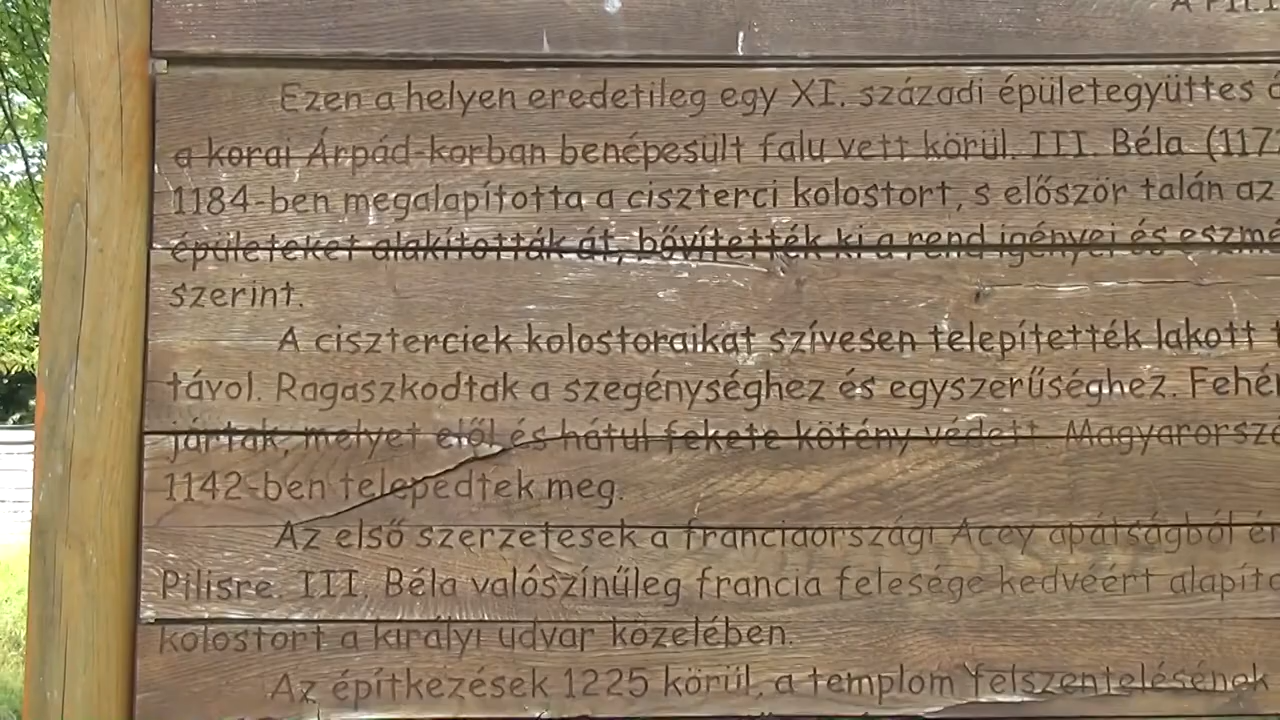 Ezen a helyen eredetileg egy XI. századi épületegyüttes
a korai Árpád-korban benépesült falu vett körül. III. Béla (117
1184-ben megalapította a ciszterci kolostort, s először talán az
épületeket alakították át, bővítették ki a rend igényei és eszme
szerint.
A ciszterciek kolostoraikat szívesen telepítették lakott
távol. Ragaszkodtak a szegénységhez és egyszerűséghez. Fehér
jártak, melyet elől és hátul fekete kötény védett. Magyarorszá
1142-ben telepedtek meg.
Az első szerzetesek a franciaországi Acey apátságból ér
Pilisre. III. Béla valószínűleg francia felesége kedvéért alapíto
kolostort a királyi udvar közelében.
Az építkezések 1225 körül, a templom felszentelésének